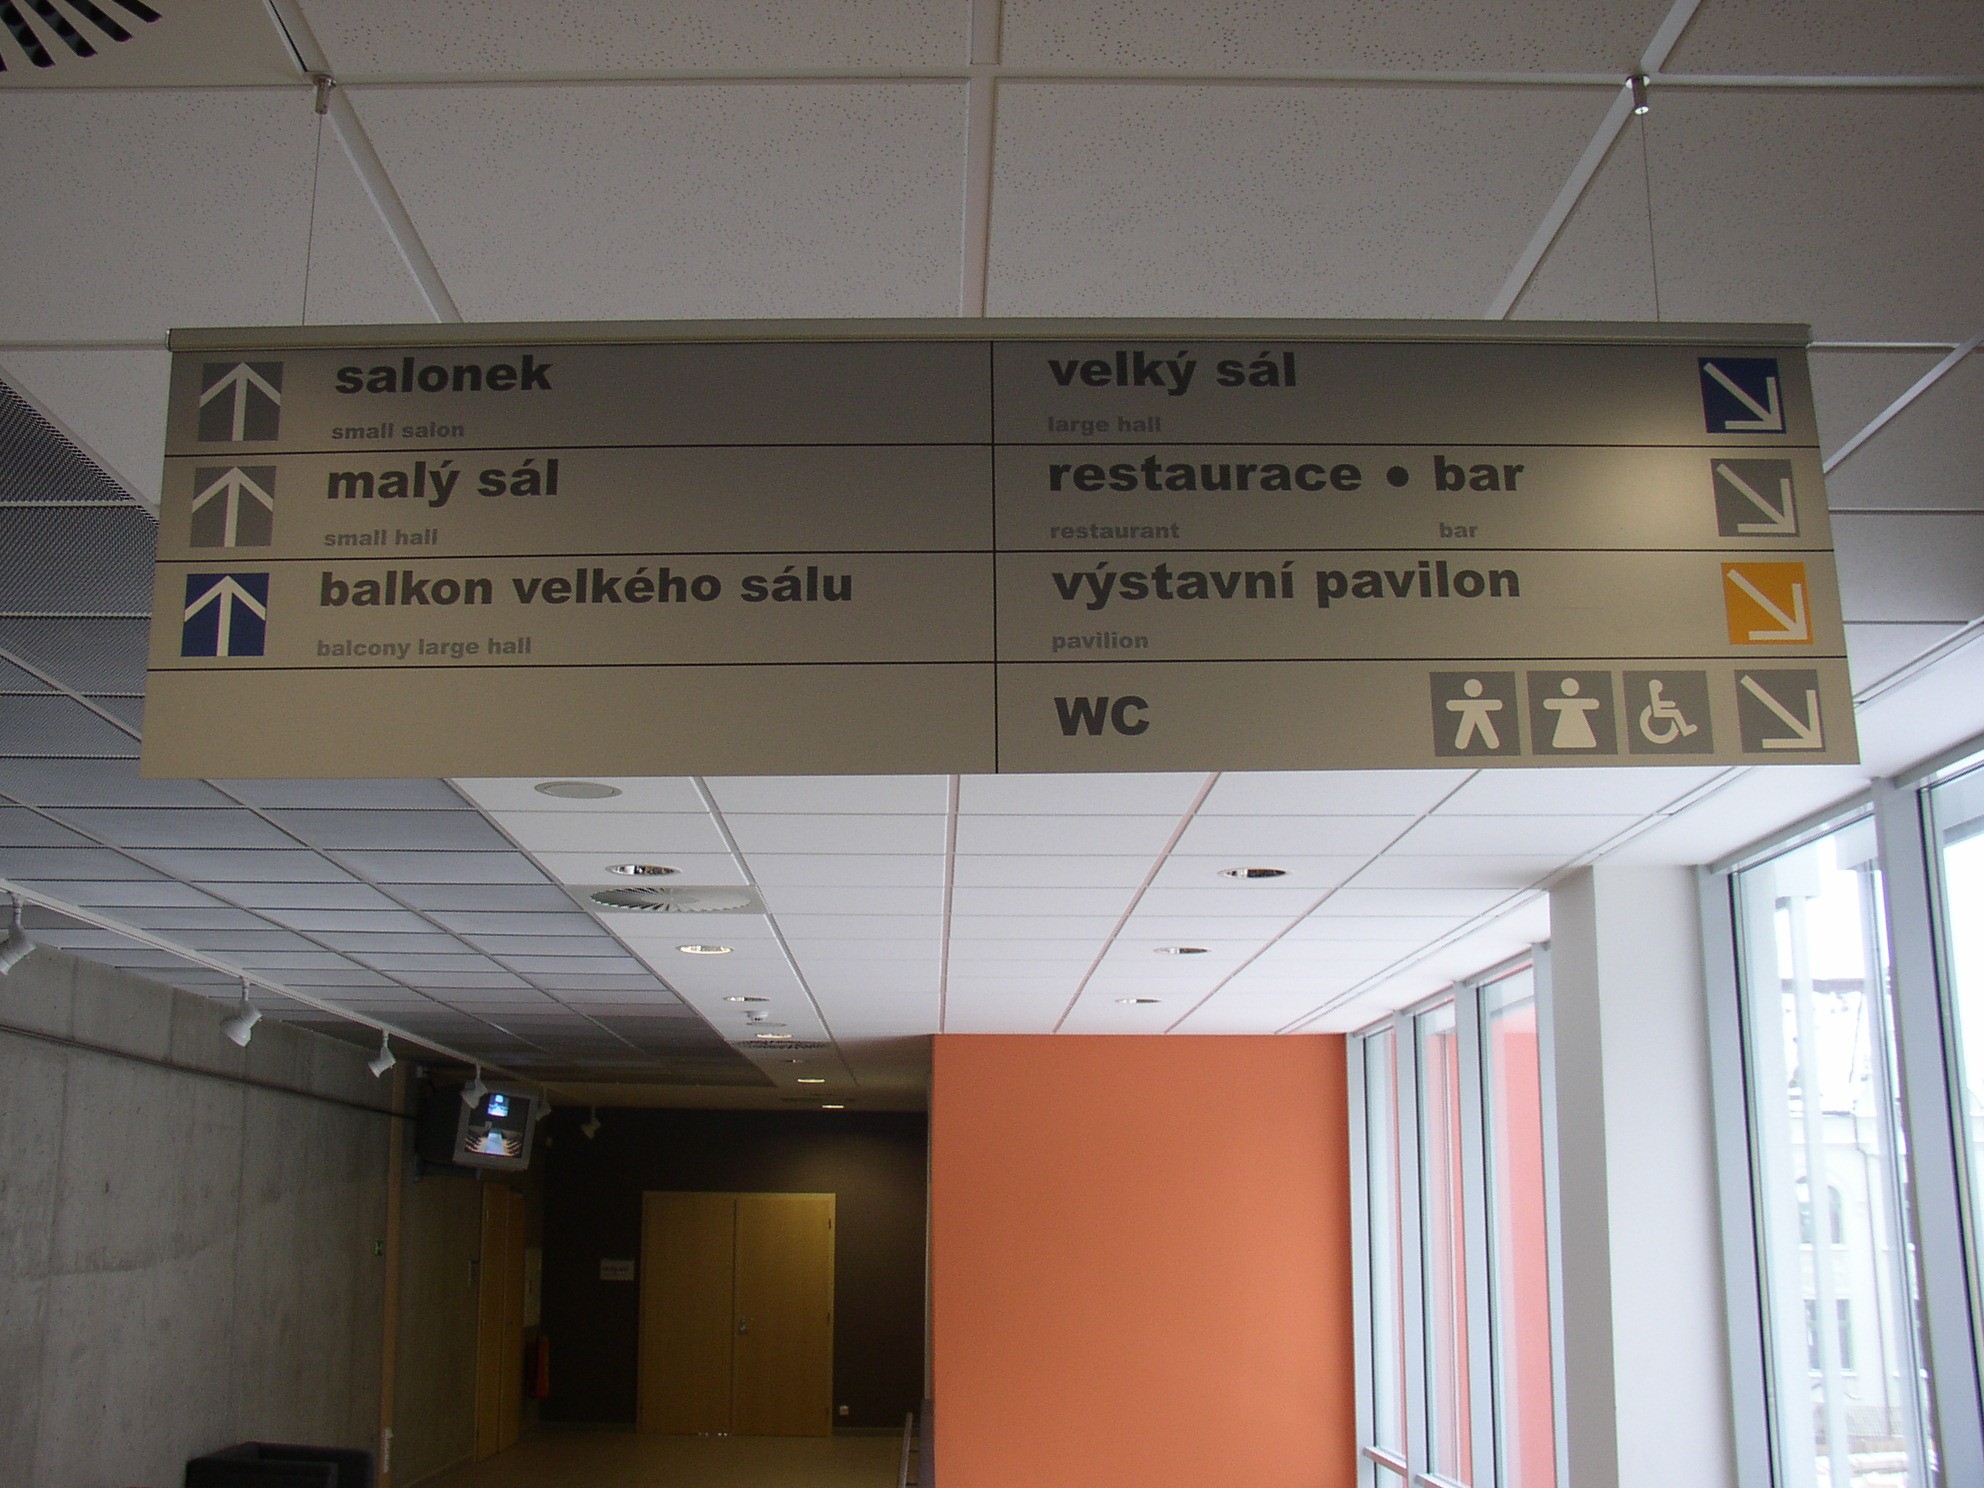 salonek
small salon
malý sál
small hall
balkon velkého sálu
balcony large hall
velký sál
large hall
restaurace • bar
restaurant bar
výstavní pavilon
pavilion
WC